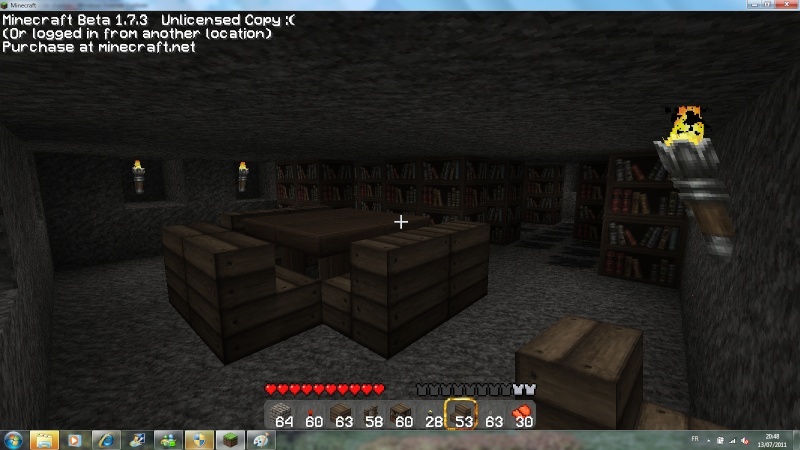 Minecraft
Minecraft Beta 1.7.3 Unlicensed Copy :(
(Or logged in from another location)
Purchase at minecraft.net
64 60 63 58 60 28 53 63 30
FR 20:48
13/07/2011